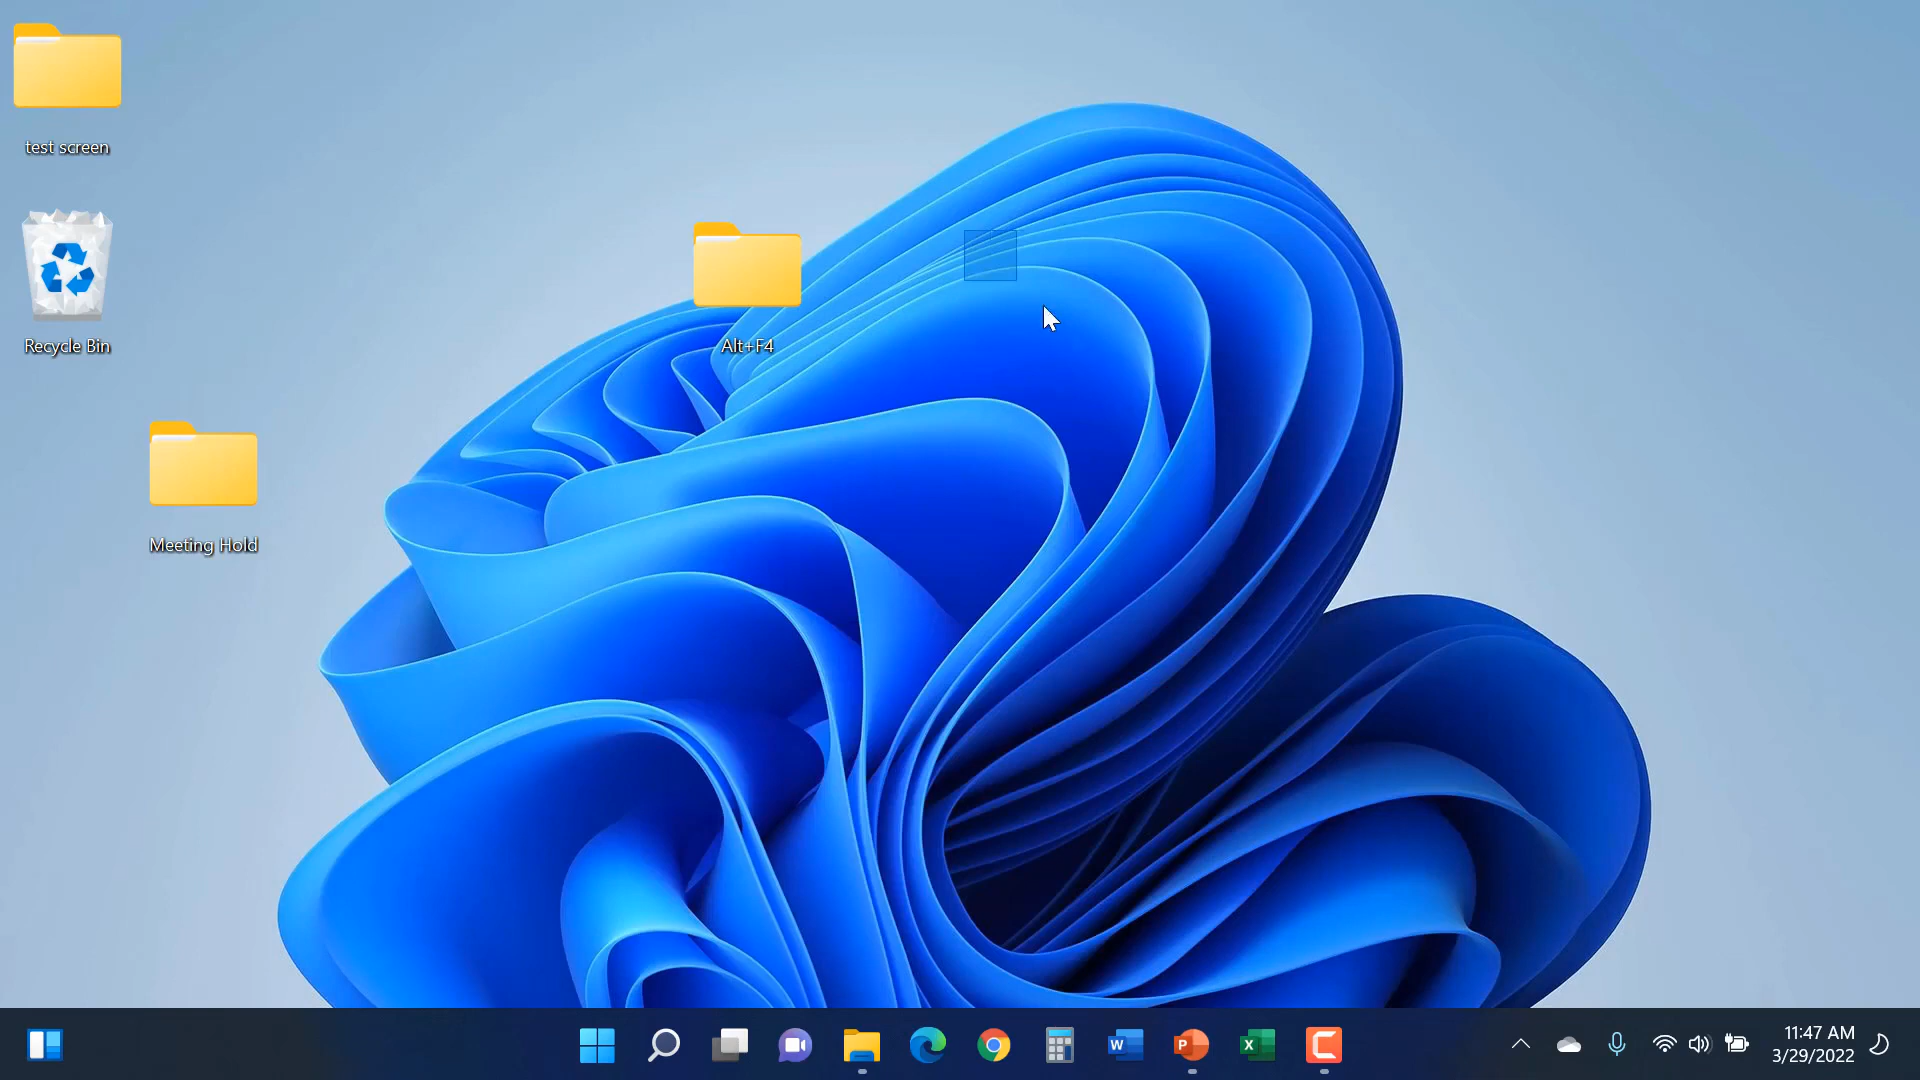 test screen
Recycle Bin
Alt+F4
Meeting Hold
W
P
X
11:47 AM
3/29/2022